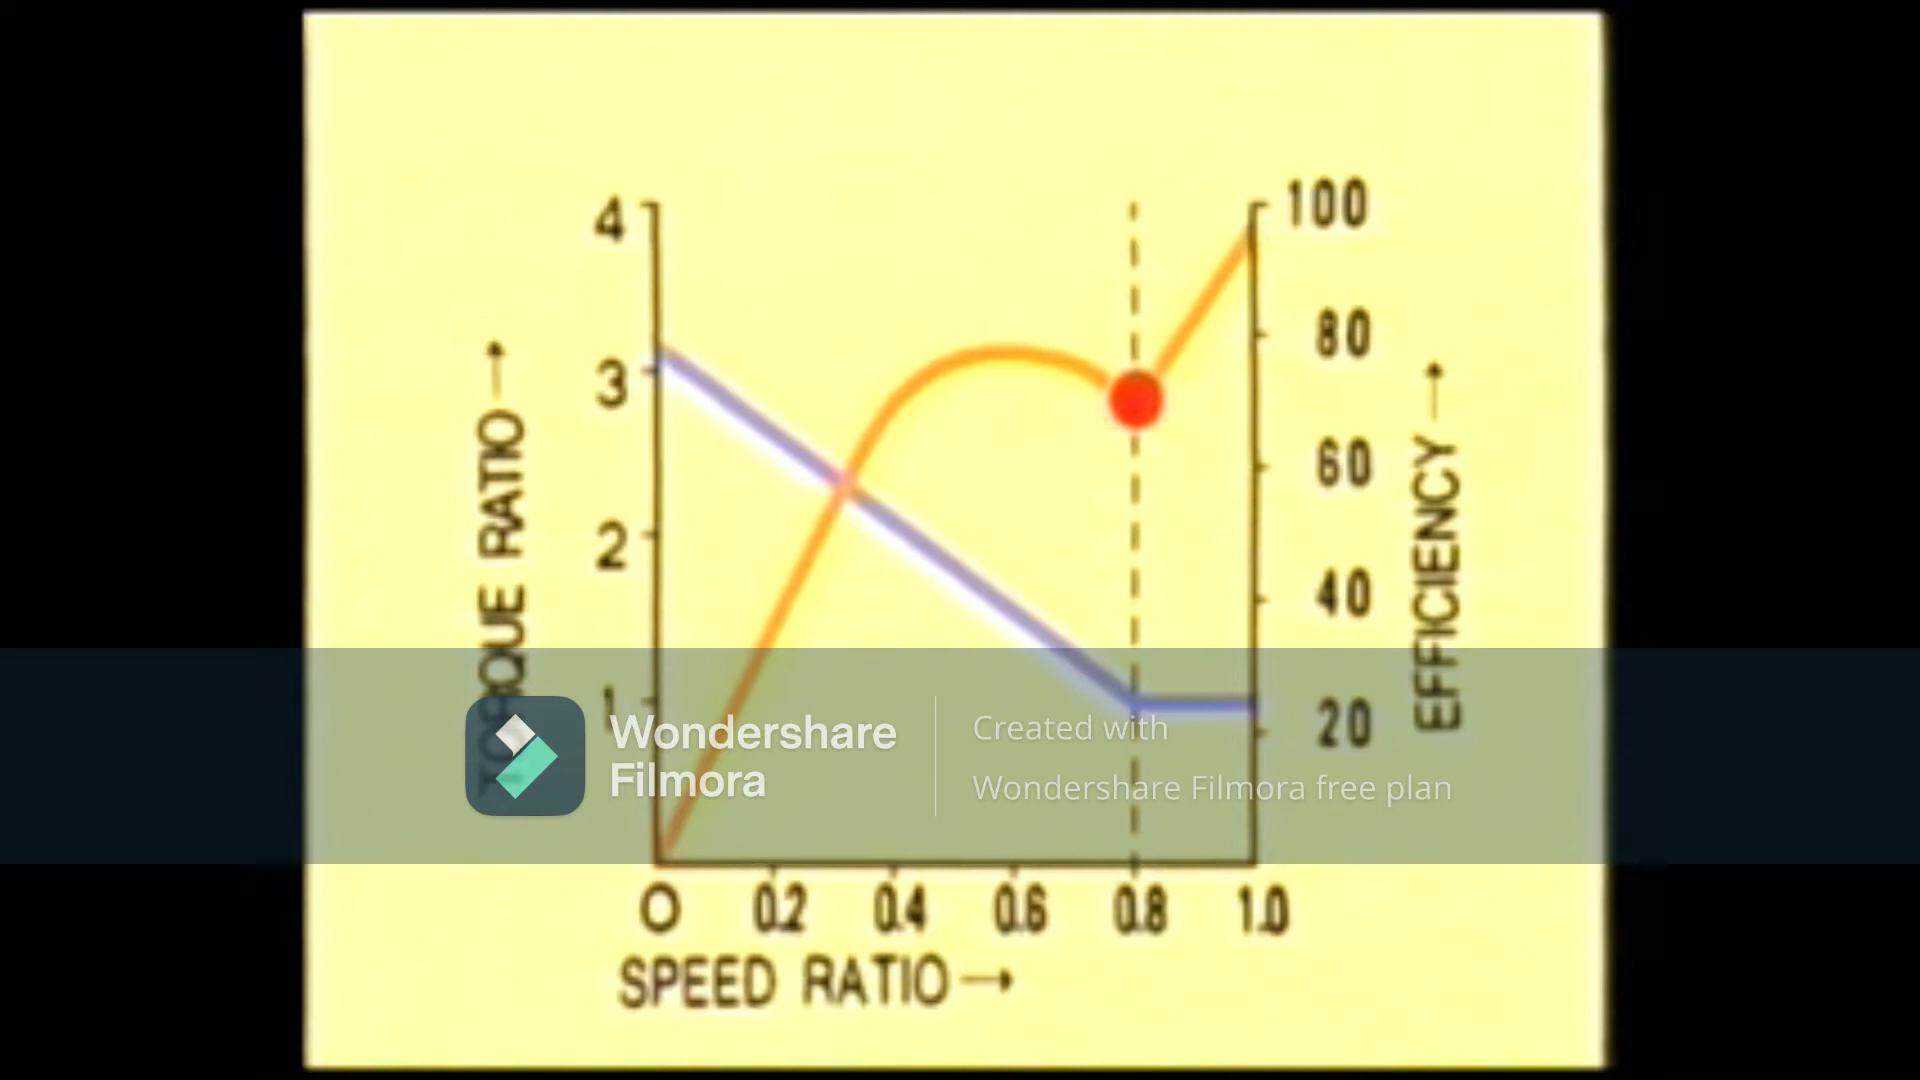 4
3
2
1
TORQUE RATIO→
100
80
60
40
20
EFFICIENCY→
O 0.2 0.4 0.6 0.8 1.0
SPEED RATIO→
Wondershare
Filmora
Created with
Wondershare Filmora free plan